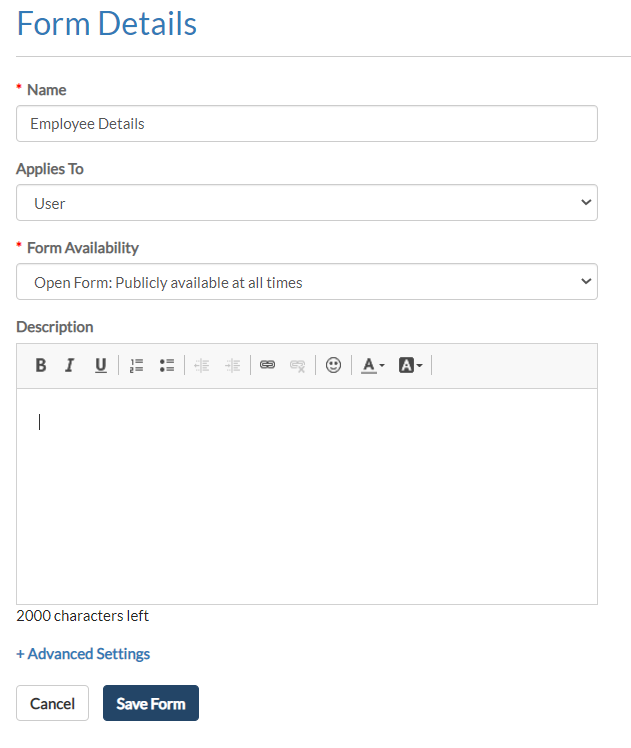 Form Details
* Name
Employee Details
Applies To
User
* Form Availability
Open Form: Publicly available at all times
Description
B I U A A
2000 characters left
+ Advanced Settings
Cancel Save Form